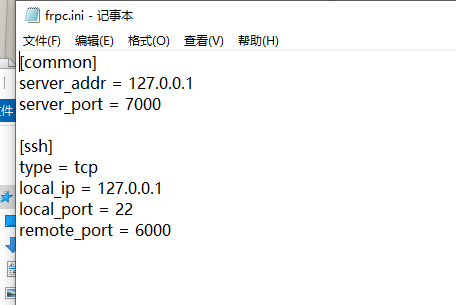 frpc.ini - 记事本
文件(F) 编辑(E) 格式(O) 查看(V) 帮助(H)
[common]
server_addr = 127.0.0.1
server_port = 7000
[ssh]
type = tcp
local_ip = 127.0.0.1
local_port = 22
remote_port = 6000
件